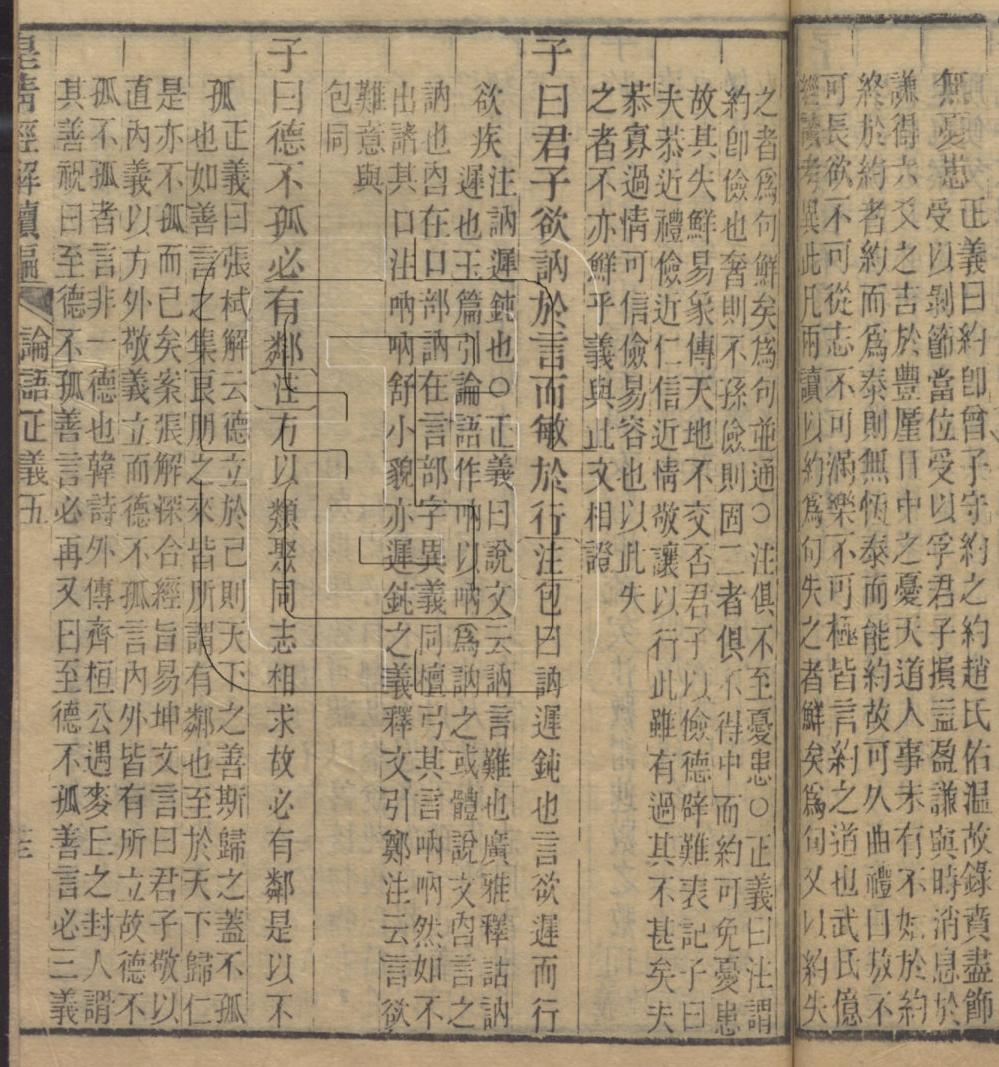 無憂患 正義曰約卽曾子守約之約趙氏佑溫故錄賁盡飾
受以剝節當位受以孚君子損益盈謙與時消息於
謙得六爻之吉於豐厪日中之憂天道人事未有不始於約
終於約者約而爲泰則無恆泰而能約故可久曲禮曰敖不
可長欲不可從志不可滿樂不可極皆言約之道也武氏億
經讀考異此凡兩讀以約爲句失之者鮮矣爲句又以約失
之者爲句鮮矣爲句並通○注俱不至憂患○正義曰注謂
約卽儉也奢則不孫儉則固二者俱不得中而約可免憂患
故其失鮮易象傳天地不交否君子以儉德辟難表記子曰
夫恭近禮儉近仁信近情敬讓以行此雖有過其不甚矣夫
恭寡過情可信儉易容也以此失
之者不亦鮮乎義與此文相證
子曰君子欲訥於言而敏於行注包曰訥遲鈍也言欲遲而行
欲疾 注訥遲鈍也○正義曰說文云訥言難也廣雅釋詁訥
遲也玉篇引論語作吶以吶爲訥之或體說文㕯言之
訥也㕯在口部訥在言部字異義同檀弓其言吶吶然如不
出諸其口注吶吶舒小貌亦遲鈍之義釋文引鄭注云言欲
難意與
包同
子曰德不孤必有鄰注方以類聚同志相求故必有鄰是以不
孤 正義曰張栻解云德立於己則天下之善斯歸之蓋不孤
也如善言之集良朋之來皆所謂有鄰也至於天下歸仁
是亦不孤而已矣案張解深合經旨易坤文言曰君子敬以
直內義以方外敬義立而德不孤言內外皆有所立故德不
孤不孤者言非一德也韓詩外傳齊桓公遇麥丘之封人謂
其善祝曰至德不孤善言必再又曰至德不孤善言必三義
皇淸經解續編
論語正義五